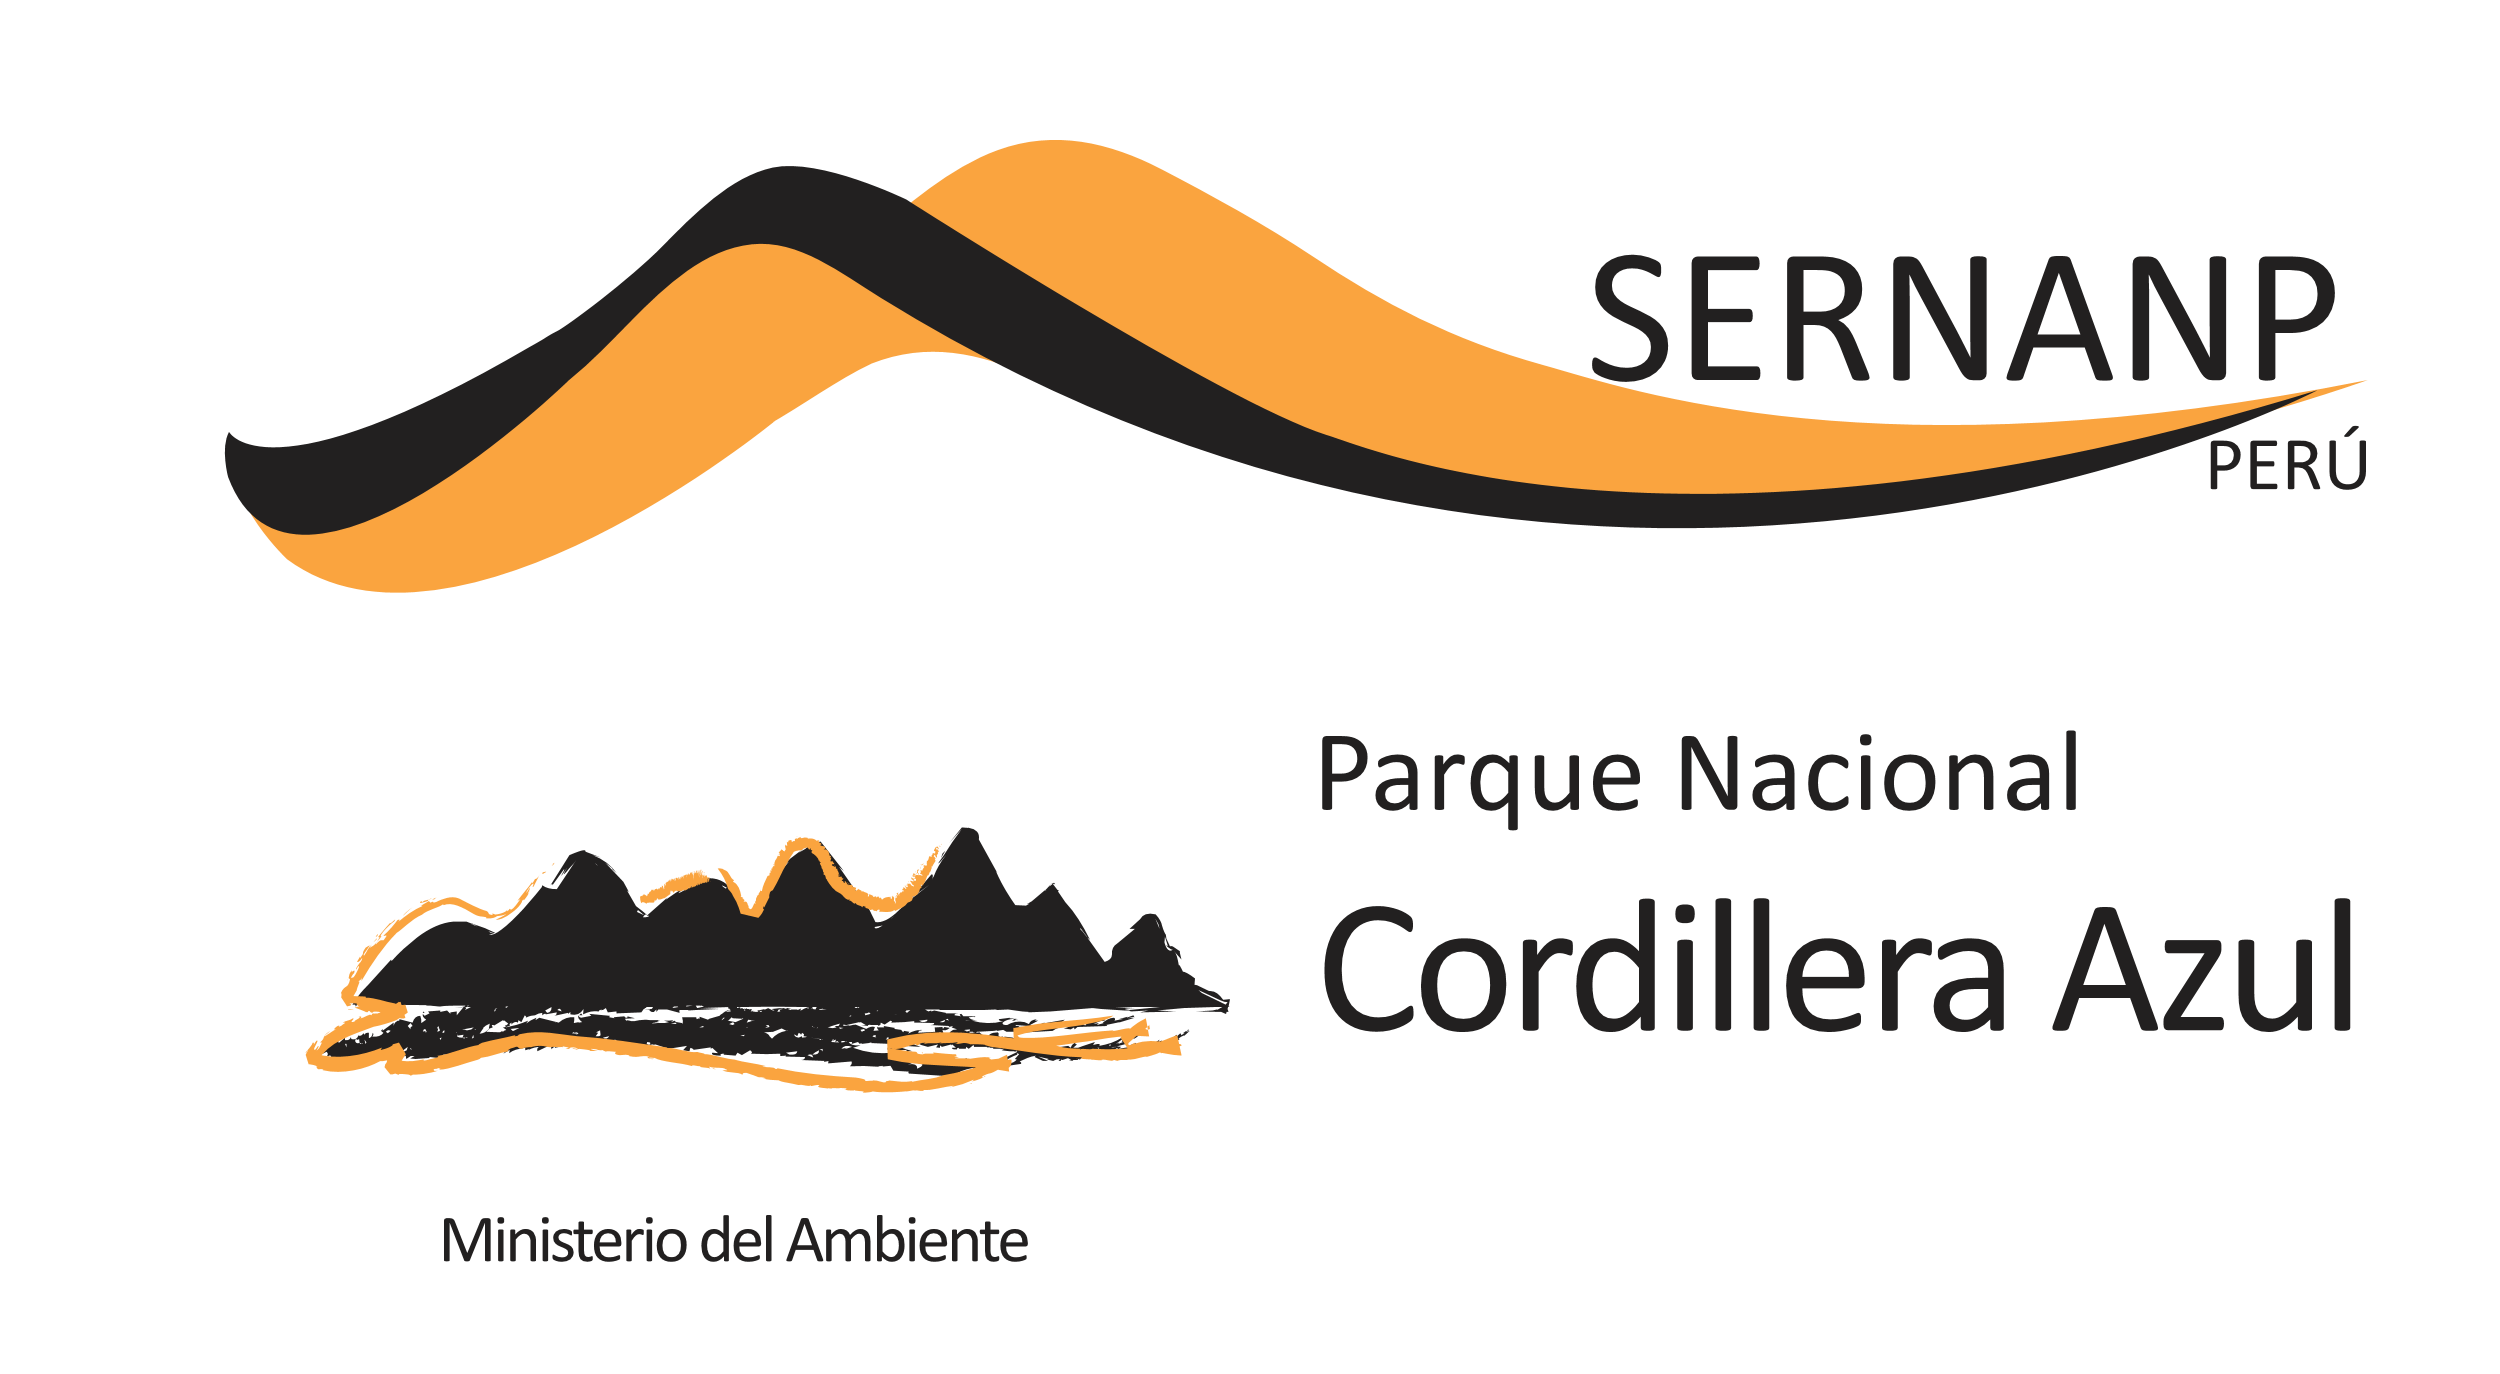 SERNANP
PERÚ
Parque Nacional
Cordillera Azul
Ministerio del Ambiente